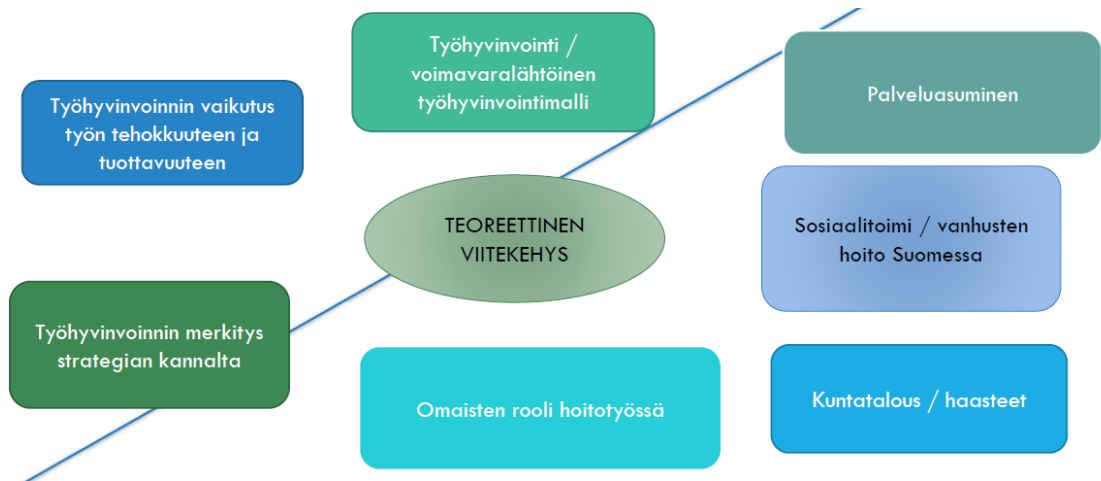 Työhyvinvoinnin vaikutus
työn tehokkuuteen ja
tuottavuuteen
Työhyvinvointi /
voimavaralähtöinen
työhyvinvointimalli
Palveluasuminen
TEOREETTINEN
VIITEKEHYS
Sosiaalitoimi / vanhusten
hoito Suomessa
Työhyvinvoinnin merkitys
strategian kannalta
Omaisten rooli hoitotyössä
Kuntatalous / haasteet